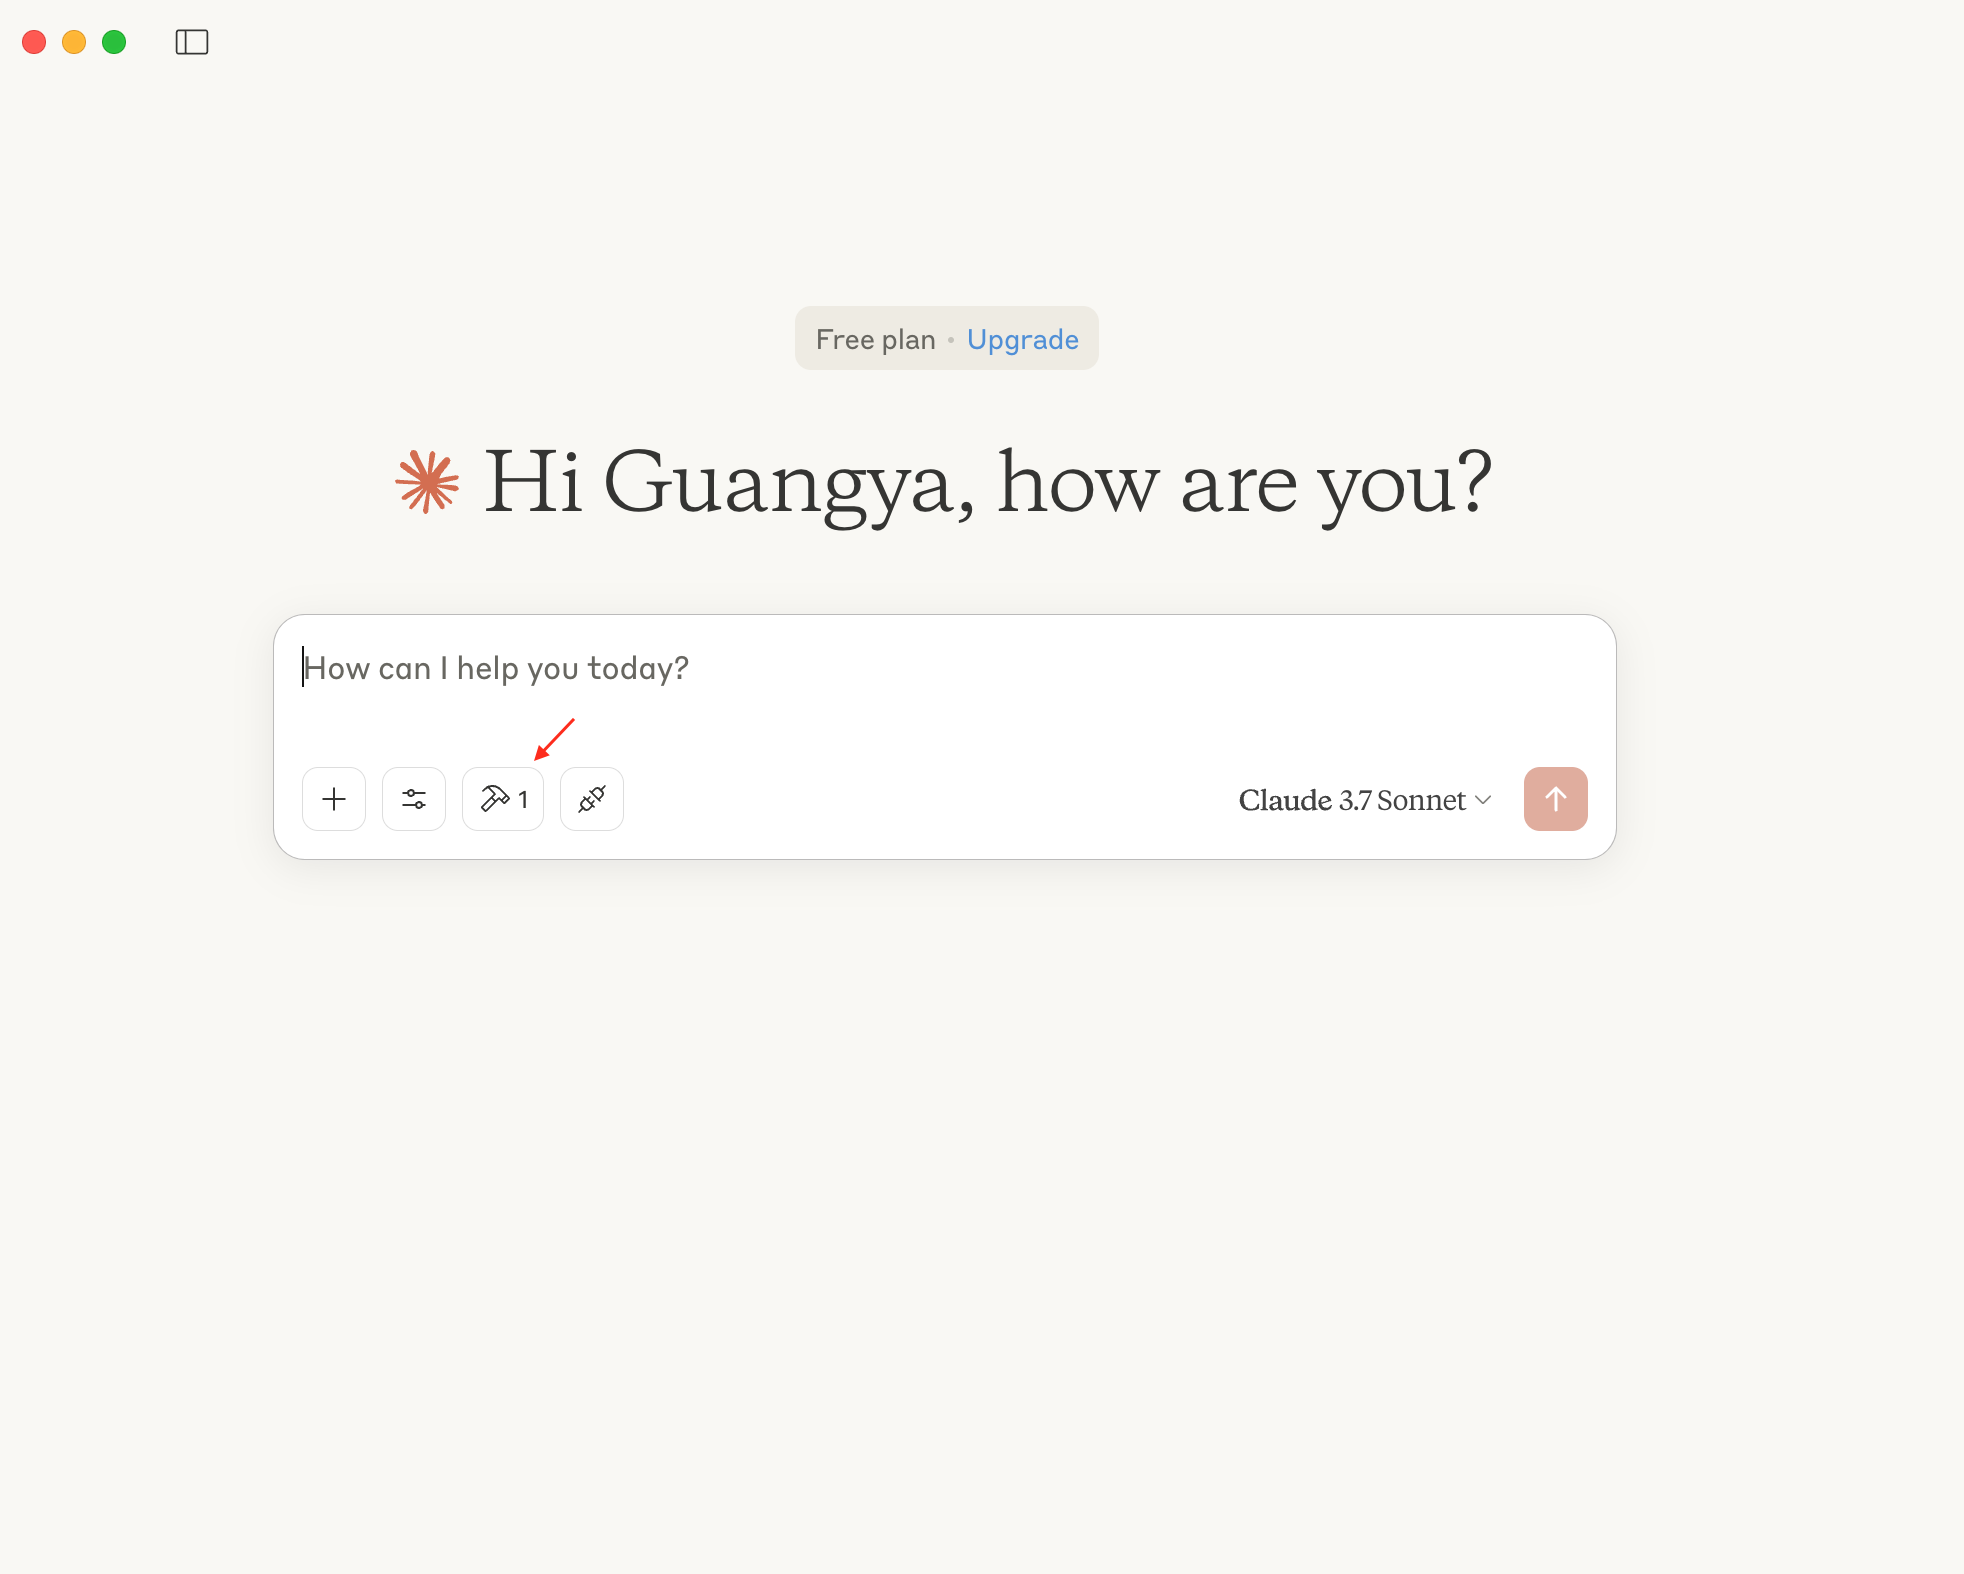 Free plan • Upgrade
Hi Guangya, how are you?
How can I help you today?
1
Claude 3.7 Sonnet